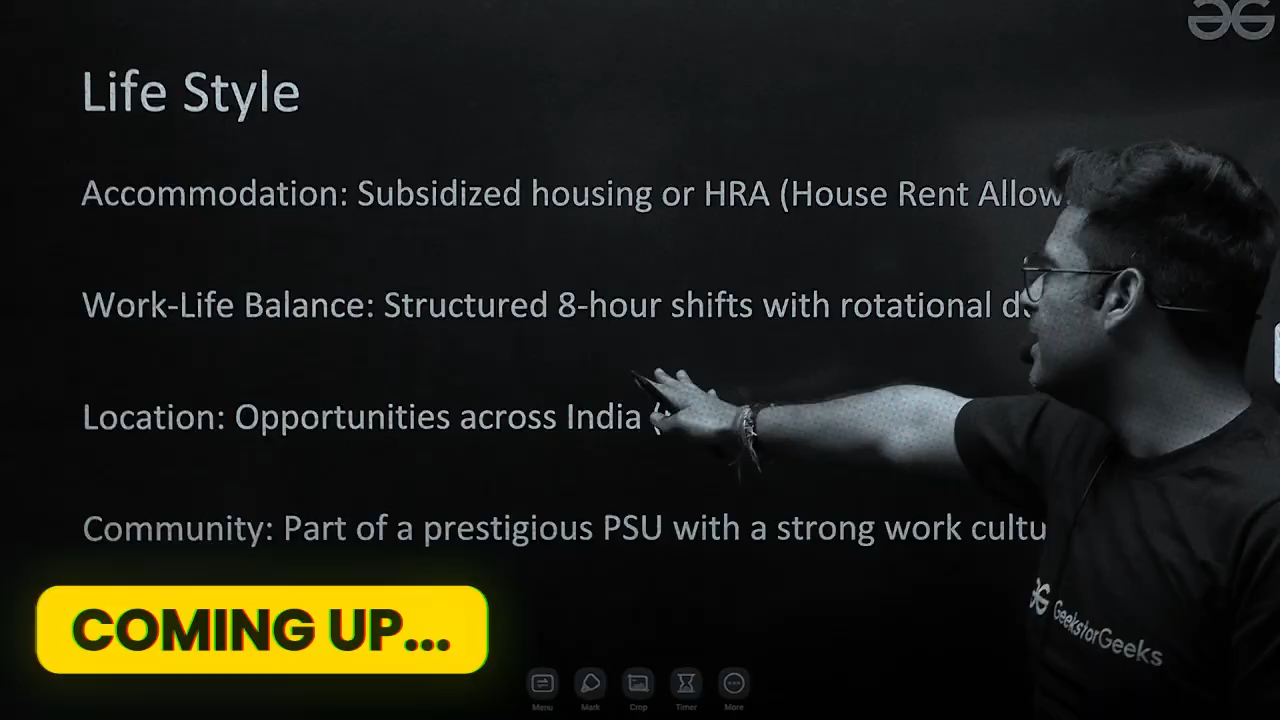 Life Style
Accommodation: Subsidized housing or HRA (House Rent Allow
Work-Life Balance: Structured 8-hour shifts with rotational d
Location: Opportunities across India
Community: Part of a prestigious PSU with a strong work cultu
COMING UP...
GeeksforGeeks
Menu Mark Crop Timer More